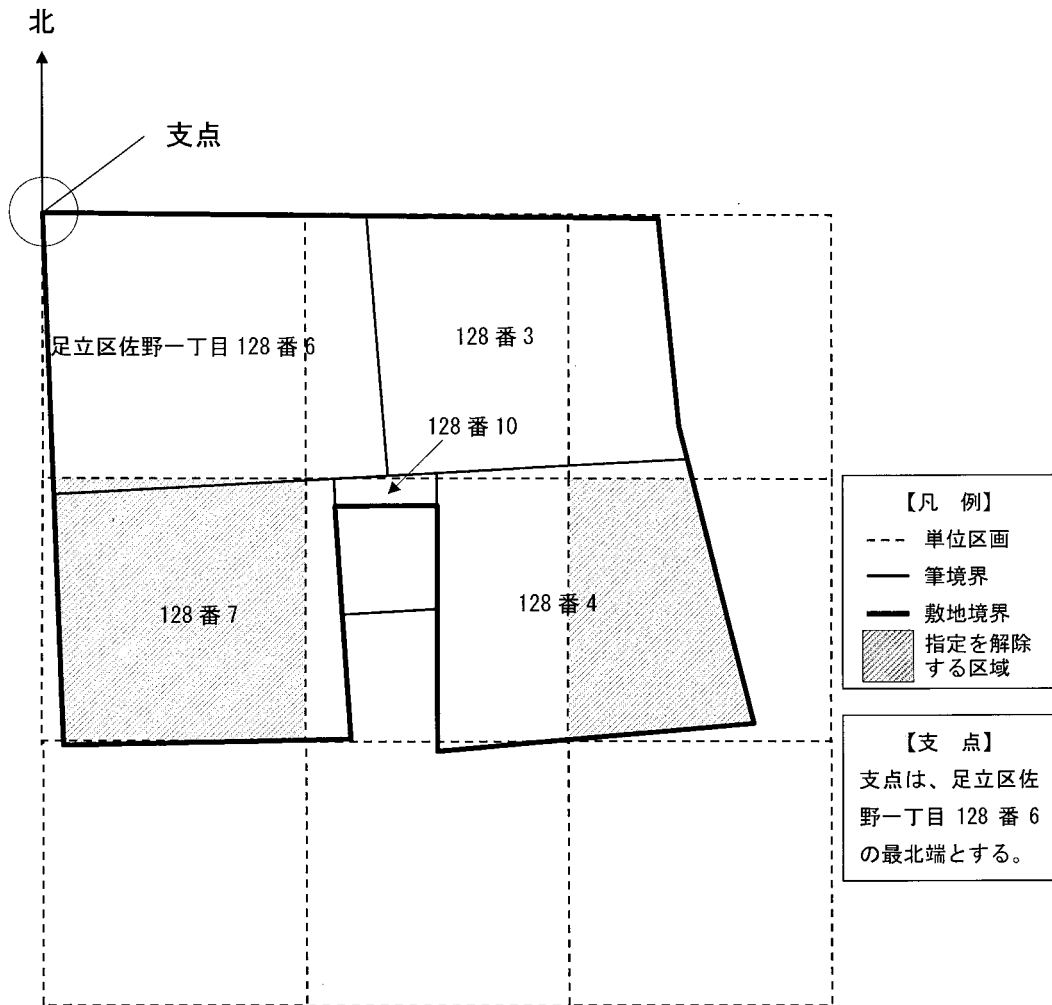 北
支点
足立区佐野一丁目 128 番 6
128 番 3
128 番 10
128 番 7
128 番 4
【凡 例】
単位区画
筆境界
敷地境界
指定を解除
する区域
【支 点】
支点は、足立区佐
野一丁目 128 番 6
の最北端とする。